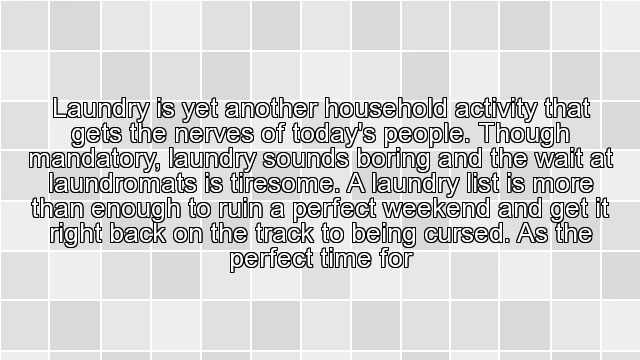 Laundry is yet another household activity that
gets the nerves of today's people. Though
mandatory, laundry sounds boring and the wait at
laundromats is tiresome. A laundry list is more
than enough to ruin a perfect weekend and get it
right back on the track to being cursed. As the
perfect time for